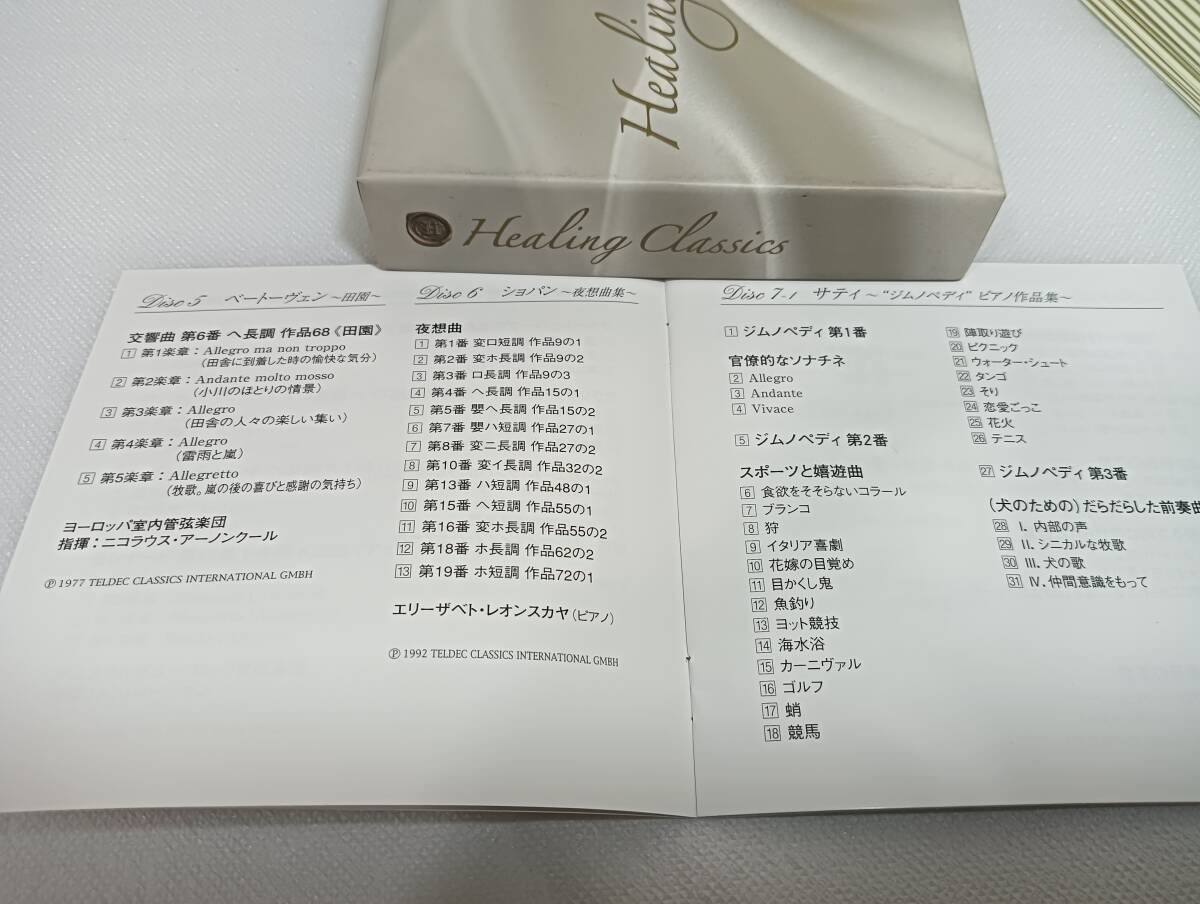 Healing
Healing Classics
Disc 5 ベートーヴェン ~田園~
交響曲 第6番 ヘ長調 作品68《田園》
1 第1楽章：Allegro ma non troppo
（田舎に到着した時の愉快な気分）
2 第2楽章：Andante molto mosso
（小川のほとりの情景）
3 第3楽章：Allegro
（田舎の人々の楽しい集い）
4 第4楽章：Allegro
（雷雨と嵐）
5 第5楽章：Allegretto
（牧歌。嵐の後の喜びと感謝の気持ち）
ヨーロッパ室内管弦楽団
指揮：ニコラウス・アーノンクール
Ⓟ 1977 TELDEC CLASSICS INTERNATIONAL GMBH
Disc 6 ショパン ~夜想曲集~
夜想曲
1 第1番 変ロ短調 作品9の1
2 第2番 変ホ長調 作品9の2
3 第3番 ロ長調 作品9の3
4 第4番 ヘ長調 作品15の1
5 第5番 嬰ヘ長調 作品15の2
6 第7番 嬰ハ短調 作品27の1
7 第8番 変ニ長調 作品27の2
8 第10番 変イ長調 作品32の2
9 第13番 ハ短調 作品48の1
10 第15番 ヘ短調 作品55の1
11 第16番 変ホ長調 作品55の2
12 第18番 ホ長調 作品62の2
13 第19番 ホ短調 作品72の1
エリーザベト・レオンスカヤ（ピアノ）
Ⓟ 1992 TELDEC CLASSICS INTERNATIONAL GMBH
Disc 7-1 サティ ~“ジムノペディ” ピアノ作品集~
1 ジムノペディ 第1番
官僚的なソナチネ
2 Allegro
3 Andante
4 Vivace
5 ジムノペディ 第2番
スポーツと嬉遊曲
6 食欲をそそらないコラール
7 ブランコ
8 狩
9 イタリア喜劇
10 花嫁の目覚め
11 目かくし鬼
12 魚釣り
13 ヨット競技
14 海水浴
15 カーニヴァル
16 ゴルフ
17 蛸
18 競馬
19 陣取り遊び
20 ピクニック
21 ウォーター・シュート
22 タンゴ
23 そり
24 恋愛ごっこ
25 花火
26 テニス
27 ジムノペディ 第3番
（犬のための）だらだらした前奏曲
28 I. 内部の声
29 II. シニカルな牧歌
30 III. 犬の歌
31 IV. 仲間意識をもって